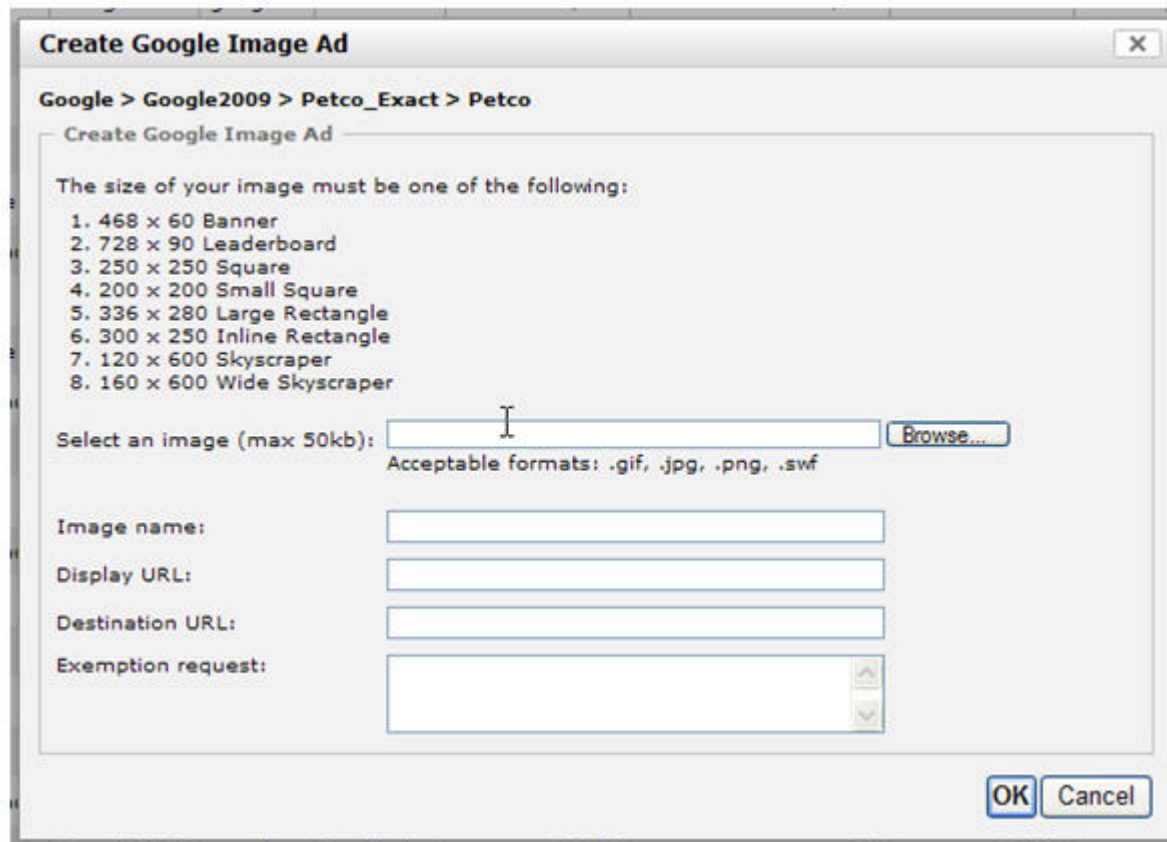 Create Google Image Ad
Google > Google2009 > Petco_Exact > Petco
Create Google Image Ad
The size of your image must be one of the following:
1. 468 x 60 Banner
2. 728 x 90 Leaderboard
3. 250 x 250 Square
4. 200 x 200 Small Square
5. 336 x 280 Large Rectangle
6. 300 x 250 Inline Rectangle
7. 120 x 600 Skyscraper
8. 160 x 600 Wide Skyscraper
Select an image (max 50kb): Browse...
Acceptable formats: .gif, .jpg, .png, .swf
Image name:
Display URL:
Destination URL:
Exemption request:
OK Cancel